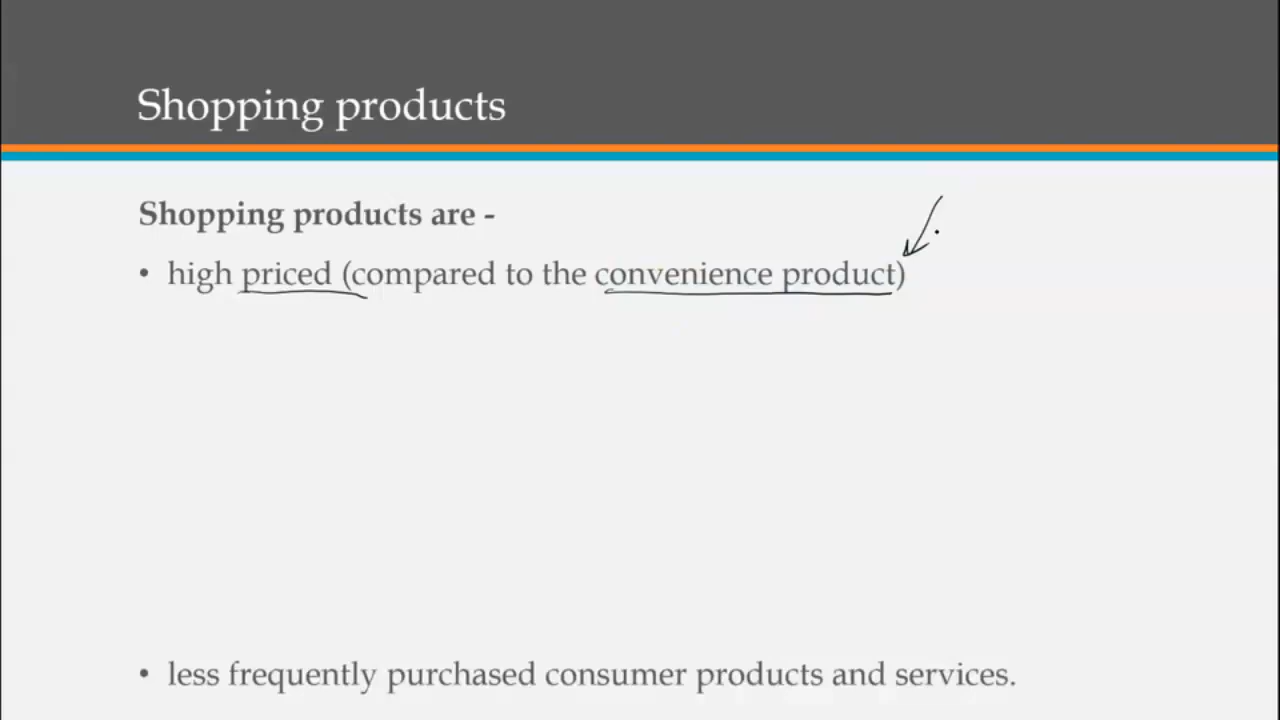 Shopping products
Shopping products are -
• high priced (compared to the convenience product)
• less frequently purchased consumer products and services.